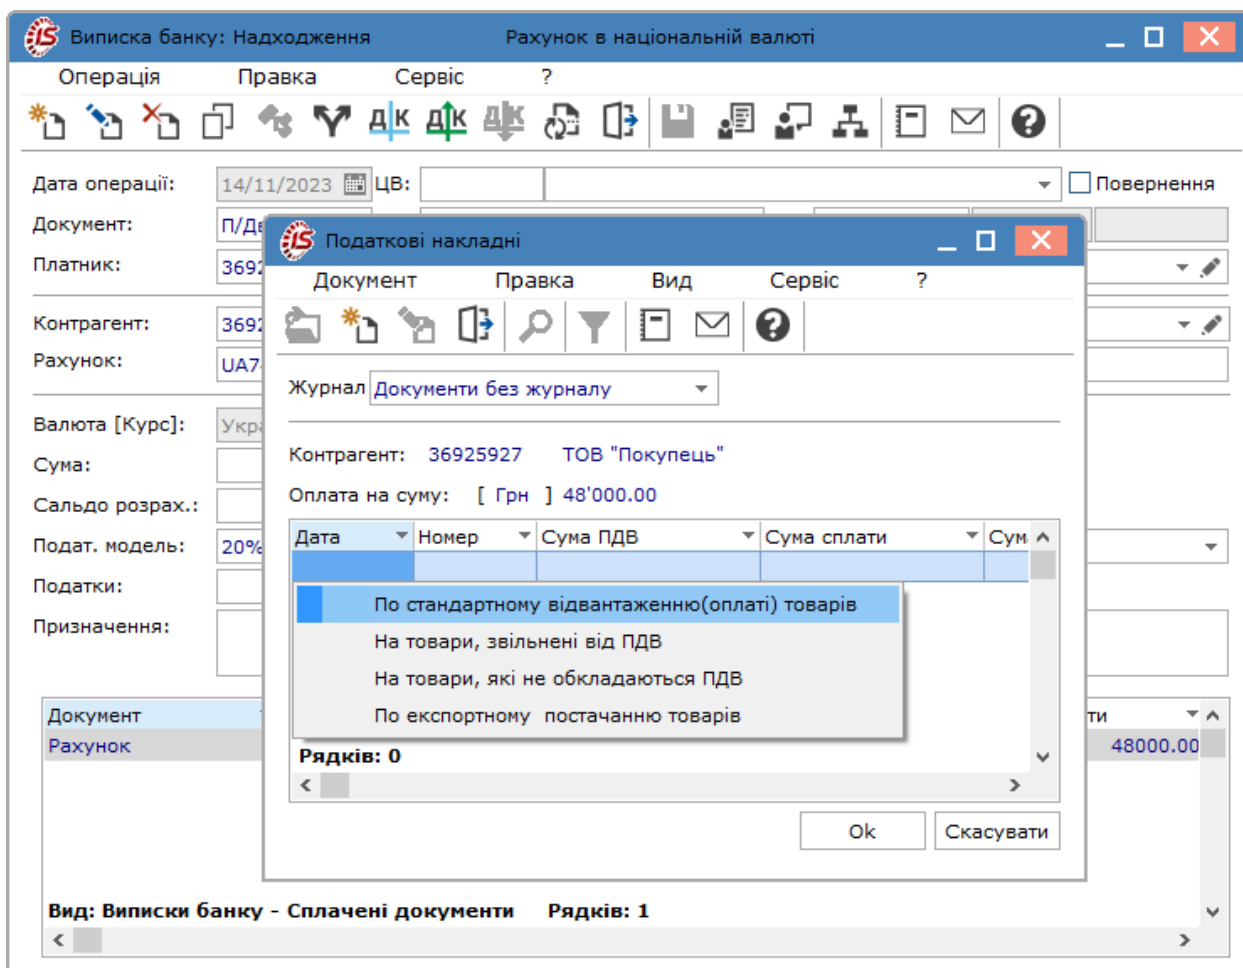 Виписка банку: Надходження Рахунок в національній валюті
Операція Правка Сервіс ?
Дата операції: 14/11/2023 ЦВ: Повернення
Документ:
Платник:
Контрагент:
Рахунок:
Валюта [Курс]:
Сума:
Сальдо розрах.:
Подат. модель: 20%
Податки:
Призначення:
Податкові накладні
Документ Правка Вид Сервіс ?
Журнал Документи без журналу
Контрагент: 36925927 ТОВ "Покупець"
Оплата на суму: [ Грн ] 48'000.00
Дата Номер Сума ПДВ Сума сплати
По стандартному відвантаженню(оплаті) товарів
На товари, звільнені від ПДВ
На товари, які не обкладаються ПДВ
По експортному постачанню товарів
Рядків: 0
Ok Скасувати
Документ
Рахунок 48000.00
Вид: Виписки банку - Сплачені документи Рядків: 1